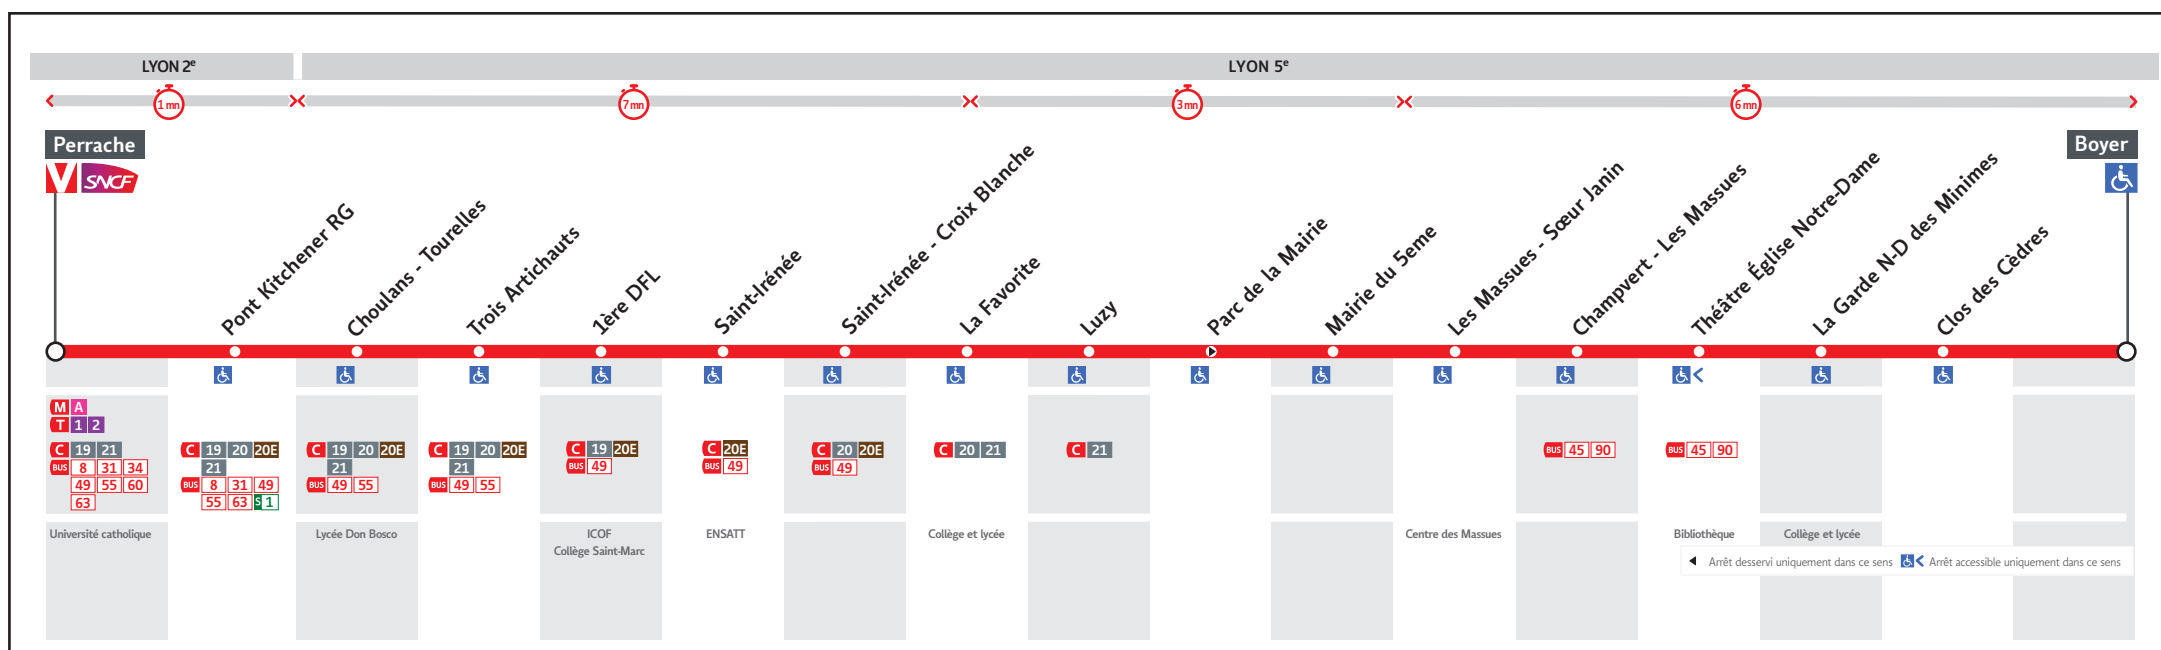 LYON 2e
LYON 5e
1 mn
7 mn
3 mn
6 mn
Perrache
SNCF
Boyer
Pont Kitchener RG
Choulans - Tourelles
Trois Artichauts
1ère DFL
Saint-Irénée
Saint-Irénée - Croix Blanche
La Favorite
Luzy
Parc de la Mairie
Mairie du 5eme
Les Massues - Sœur Janin
Champvert - Les Massues
Théâtre Église Notre-Dame
La Garde N-D des Minimes
Clos des Cèdres
M A
T 1 2
C 19 21
BUS 8 31 34
49 55 60
63
C 19 20 20E
21
BUS 8 31 49
55 63 S 1
C 19 20 20E
21
BUS 49 55
C 19 20 20E
21
BUS 49 55
C 19 20E
BUS 49
C 20E
BUS 49
C 20 20E
BUS 49
C 20 21
C 21
BUS 45 90
BUS 45 90
Université catholique
Lycée Don Bosco
ICOF
Collège Saint-Marc
ENSATT
Collège et lycée
Centre des Massues
Bibliothèque
Collège et lycée
Arrêt desservi uniquement dans ce sens
Arrêt accessible uniquement dans ce sens